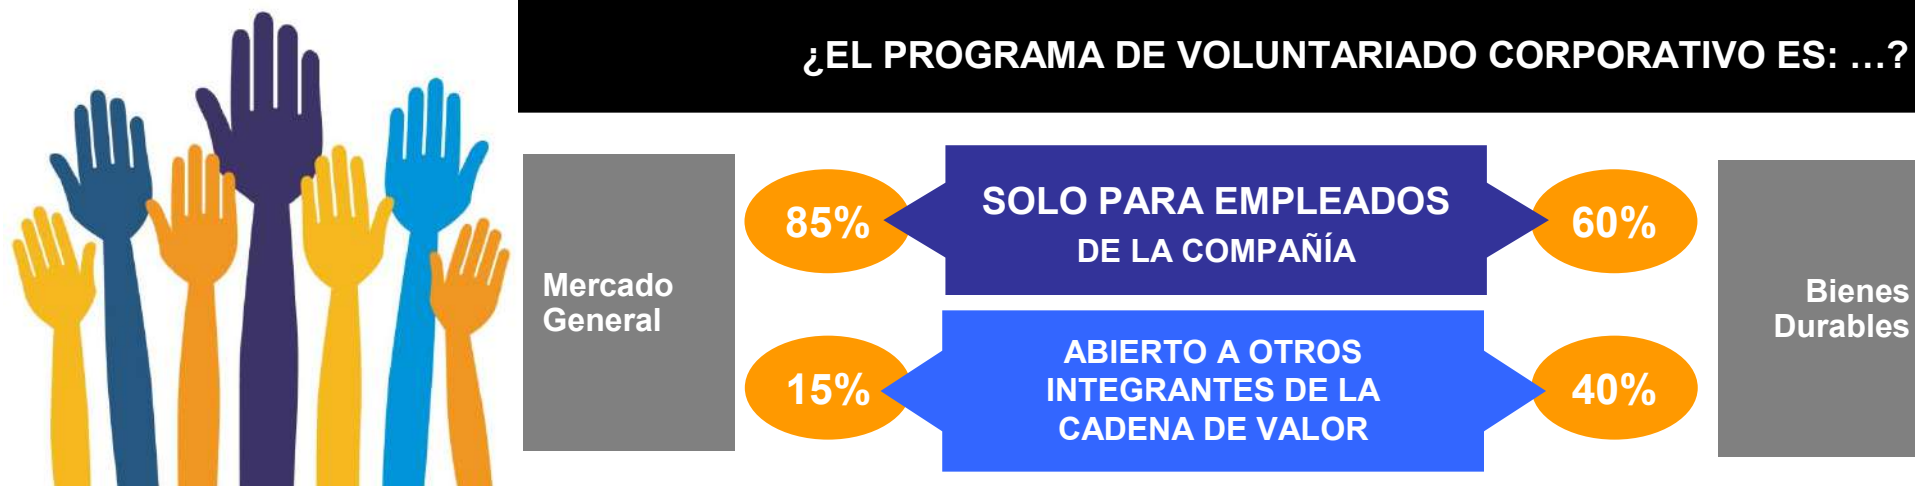 ¿EL PROGRAMA DE VOLUNTARIADO CORPORATIVO ES: ...?
Mercado
General
85%
SOLO PARA EMPLEADOS
DE LA COMPAÑÍA
60%
15%
ABIERTO A OTROS
INTEGRANTES DE LA
CADENA DE VALOR
40%
Bienes
Durables